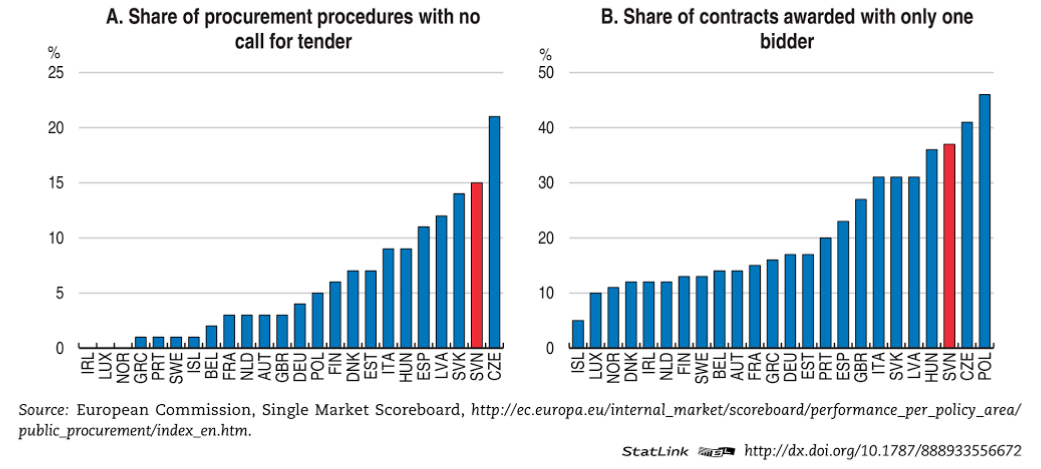 A. Share of procurement procedures with no
call for tender
%
25
20
15
10
5
0
IRL LUX NOR GRC PRT SWE ISL BEL FRA NLD AUT GBR DEU POL FIN DNK EST ITA HUN ESP LVA SVK SVN CZE
B. Share of contracts awarded with only one
bidder
%
50
40
30
20
10
0
ISL LUX NOR DNK IRL NLD FIN SWE BEL AUT FRA GRC DEU EST PRT ESP GBR ITA SVK LVA HUN SVN CZE POL
Source: European Commission, Single Market Scoreboard, http://ec.europa.eu/internal_market/scoreboard/performance_per_policy_area/
public_procurement/index_en.htm.
StatLink http://dx.doi.org/10.1787/888933556672